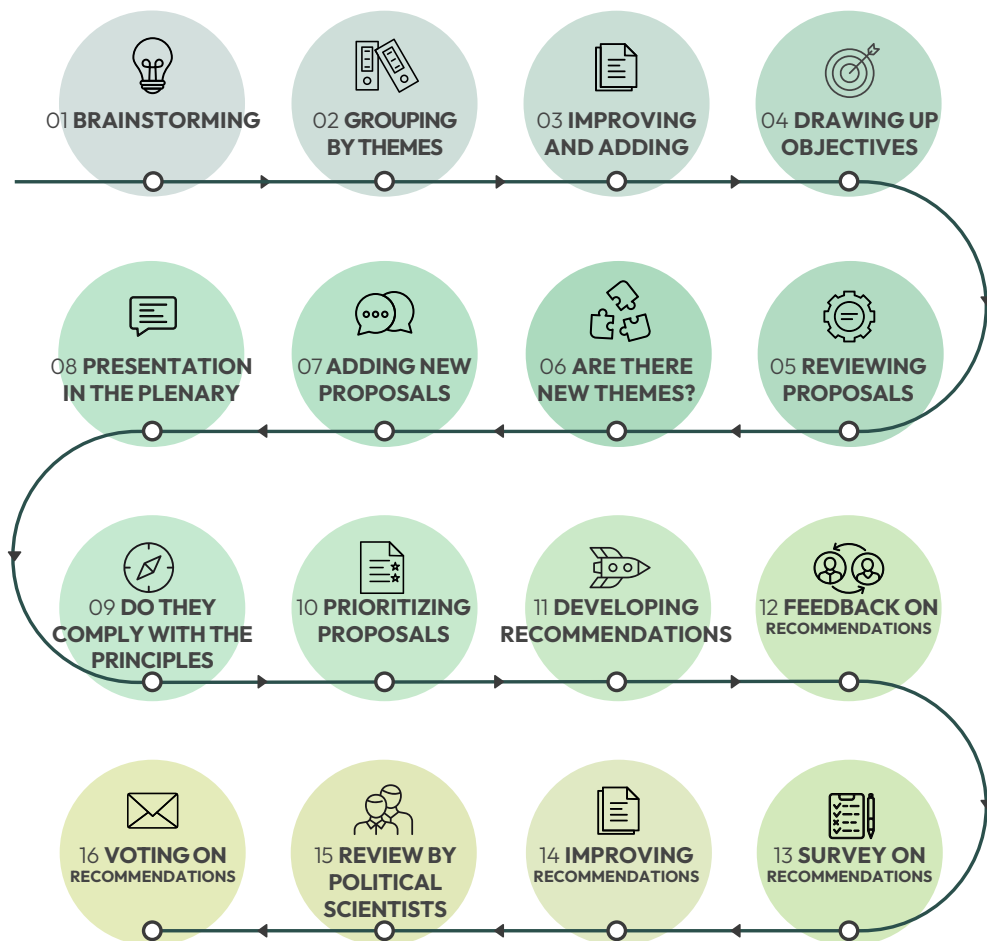 01 BRAINSTORMING
02 GROUPING
BY THEMES
03 IMPROVING
AND ADDING
04 DRAWING UP
OBJECTIVES
05 REVIEWING
PROPOSALS
06 ARE THERE
NEW THEMES?
07 ADDING NEW
PROPOSALS
08 PRESENTATION
IN THE PLENARY
09 DO THEY
COMPLY WITH THE
PRINCIPLES
10 PRIORITIZING
PROPOSALS
11 DEVELOPING
RECOMMENDATIONS
12 FEEDBACK ON
RECOMMENDATIONS
13 SURVEY ON
RECOMMENDATIONS
14 IMPROVING
RECOMMENDATIONS
15 REVIEW BY
POLITICAL
SCIENTISTS
16 VOTING ON
RECOMMENDATIONS